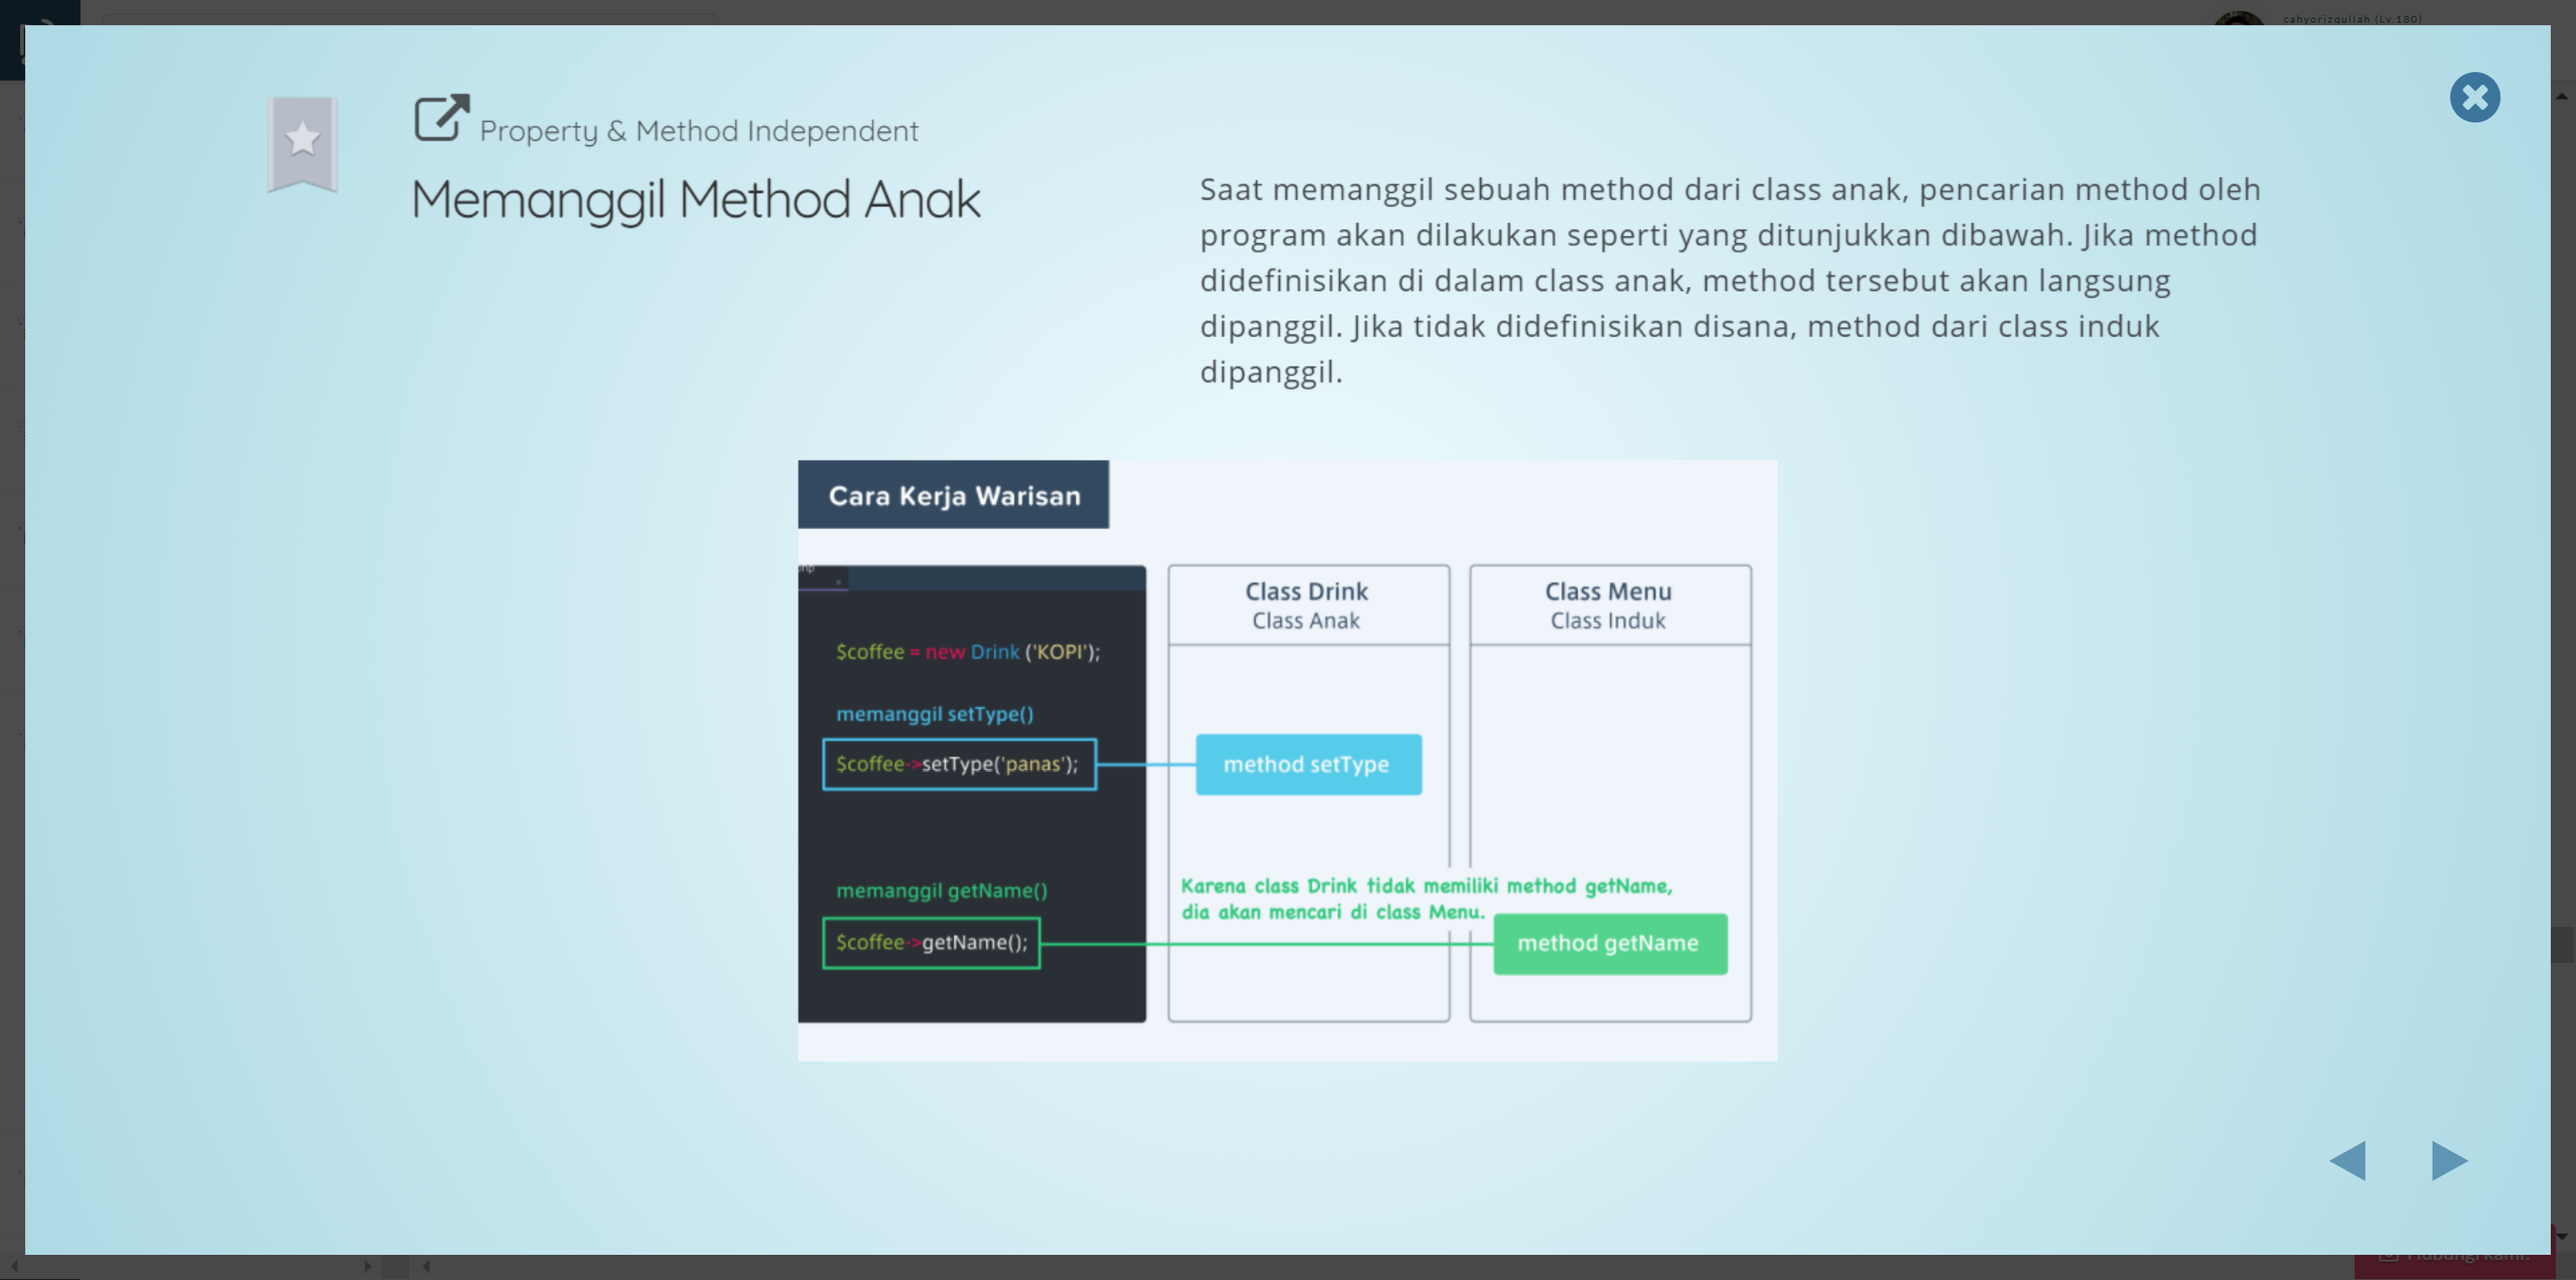 cahyorizqullah (Lv.180)
Property & Method Independent
Memanggil Method Anak
Saat memanggil sebuah method dari class anak, pencarian method oleh
program akan dilakukan seperti yang ditunjukkan dibawah. Jika method
didefinisikan di dalam class anak, method tersebut akan langsung
dipanggil. Jika tidak didefinisikan disana, method dari class induk
dipanggil.
Cara Kerja Warisan
Class Drink
Class Anak
Class Menu
Class Induk
$coffee = new Drink ('KOPI');
memanggil setType()
$coffee->setType('panas');
method setType
memanggil getName()
Karena class Drink tidak memiliki method getName,
dia akan mencari di class Menu.
$coffee->getName();
method getName